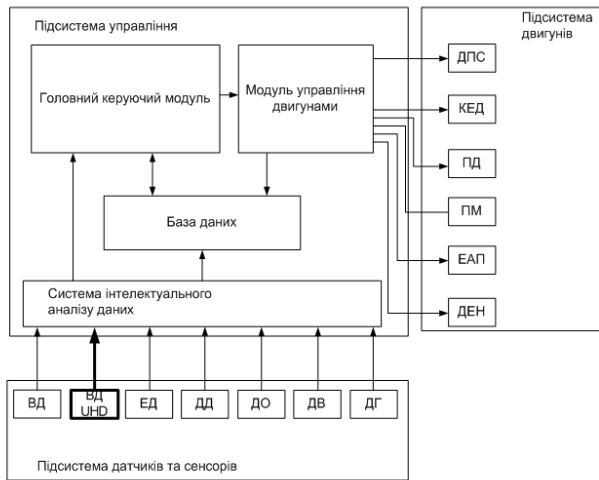 Підсистема управління
Підсистема
двигунів
Головний керуючий модуль
Модуль управління
двигунами
ДПС
КЕД
ПД
ПМ
ЕАП
ДЕН
База даних
Система інтелектуального
аналізу даних
ВД
ВД
UHD
ЕД
ДД
ДО
ДВ
ДГ
Підсистема датчиків та сенсорів